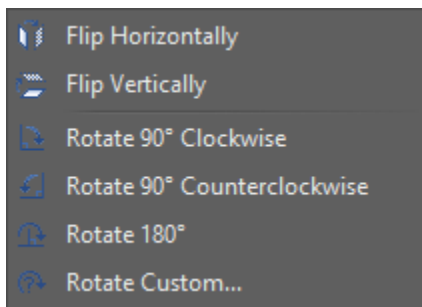 Flip Horizontally
Flip Vertically
Rotate 90° Clockwise
Rotate 90° Counterclockwise
Rotate 180°
Rotate Custom...